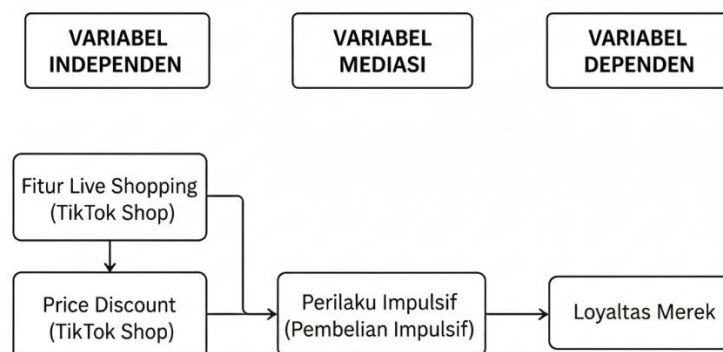 VARIABEL
INDEPENDEN
VARIABEL
MEDIASI
VARIABEL
DEPENDEN
Fitur Live Shopping
(TikTok Shop)
Price Discount
(TikTok Shop)
Perilaku Impulsif
(Pembelian Impulsif)
Loyaltas Merek